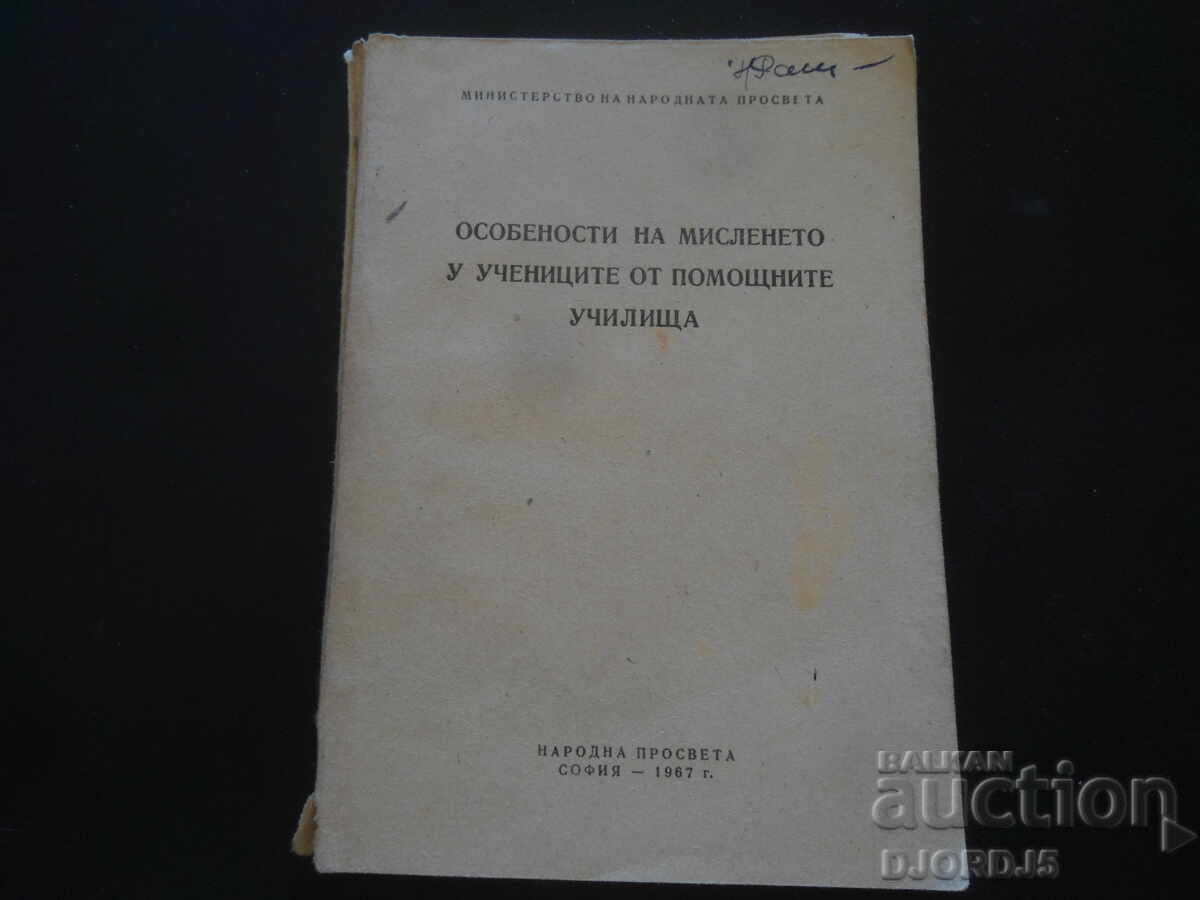 МИНИСТЕРСТВО НА НАРОДНАТА ПРОСВЕТА
ОСОБЕНОСТИ НА МИСЛЕНЕТО
У УЧЕНИЦИТЕ ОТ ПОМОЩНИТЕ
УЧИЛИЩА
НАРОДНА ПРОСВЕТА
СОФИЯ — 1967 г.
BALKAN
auction
DJORDJ5